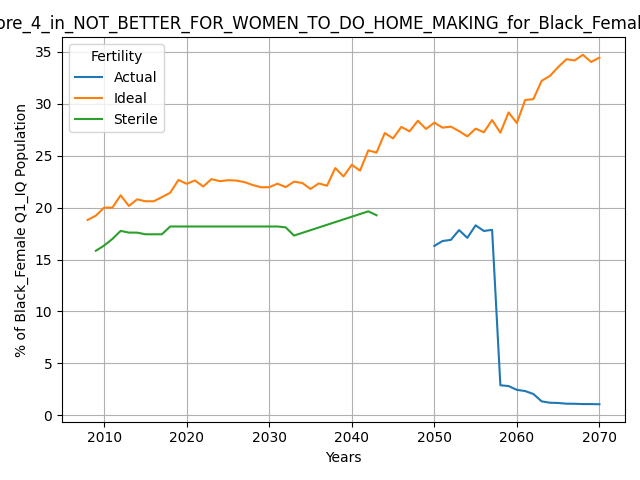 ore_4_in_NOT_BETTER_FOR_WOMEN_TO_DO_HOME_MAKING_for_Black_Femal
Fertility
Actual
Ideal
Sterile
% of Black_Female Q1_IQ Population
35
30
25
20
15
10
5
0
2010 2020 2030 2040 2050 2060 2070
Years